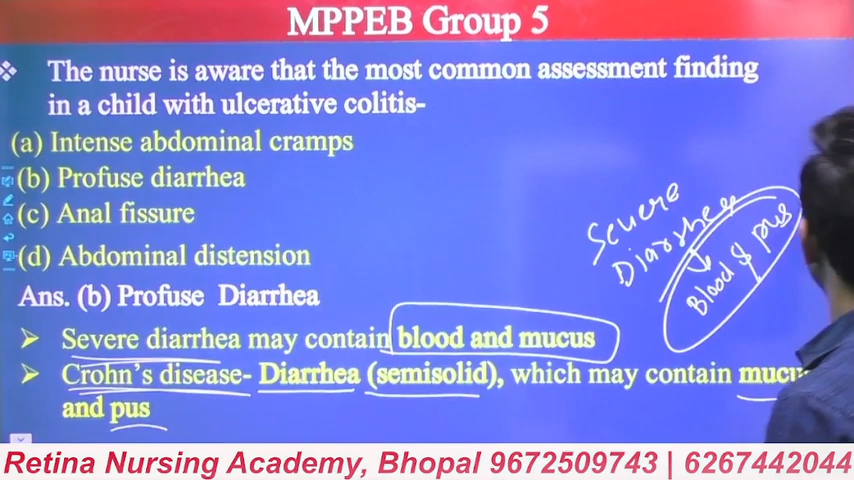 MPPEB Group 5
❖ The nurse is aware that the most common assessment finding
in a child with ulcerative colitis-
(a) Intense abdominal cramps
(b) Profuse diarrhea
(c) Anal fissure
(d) Abdominal distension
Ans. (b) Profuse Diarrhea
➢ Severe diarrhea may contain blood and mucus
➢ Crohn's disease- Diarrhea (semisolid), which may contain
and pus
Severe
Diarrhea
Blood & pus
Retina Nursing Academy, Bhopal 9672509743 | 6267442044